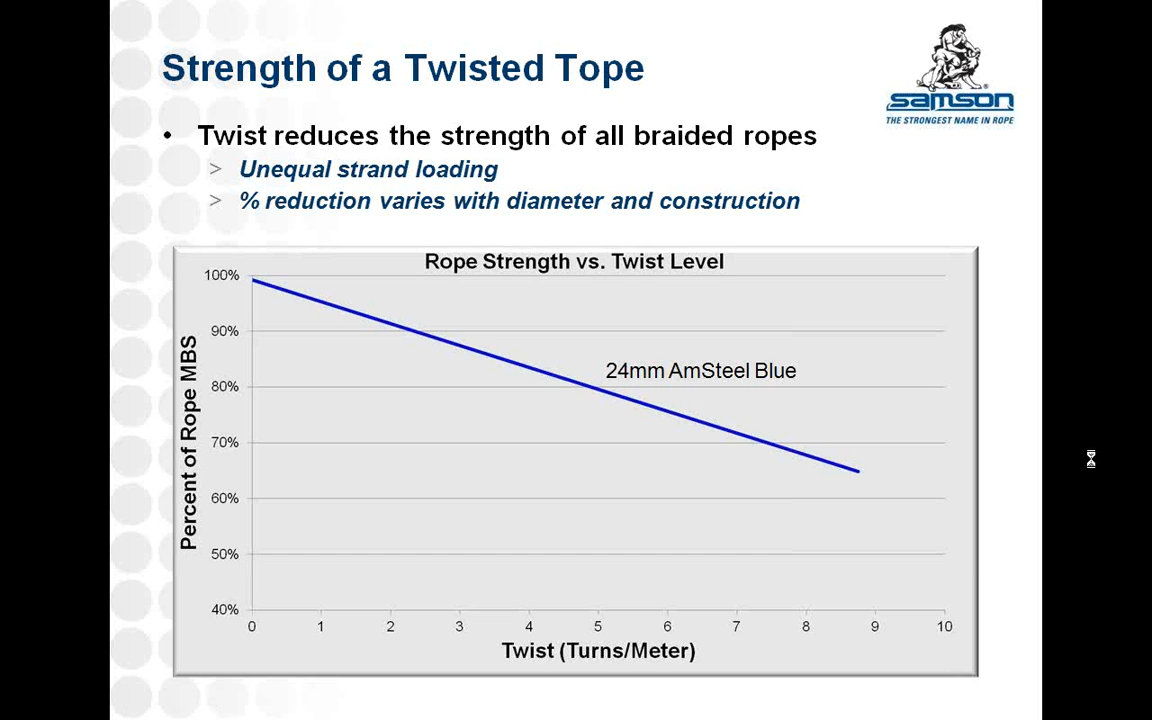 Strength of a Twisted Tope
SAMSON
®
THE STRONGEST NAME IN ROPE
• Twist reduces the strength of all braided ropes
> Unequal strand loading
> % reduction varies with diameter and construction
Rope Strength vs. Twist Level
Percent of Rope MBS
100%
90%
80%
70%
60%
50%
40%
24mm AmSteel Blue
0 1 2 3 4 5 6 7 8 9 10
Twist (Turns/Meter)